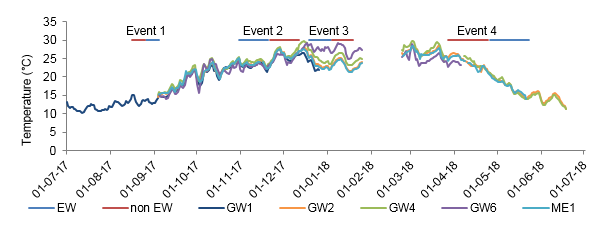 35
Event 1 Event 2 Event 3 Event 4
30
25
20
15
10
5
0
Temperature (°C)
01-07-17 01-08-17 01-09-17 01-10-17 01-11-17 01-12-17 01-01-18 01-02-18 01-03-18 01-04-18 01-05-18 01-06-18 01-07-18
EW non EW GW1 GW2 GW4 GW6 ME1